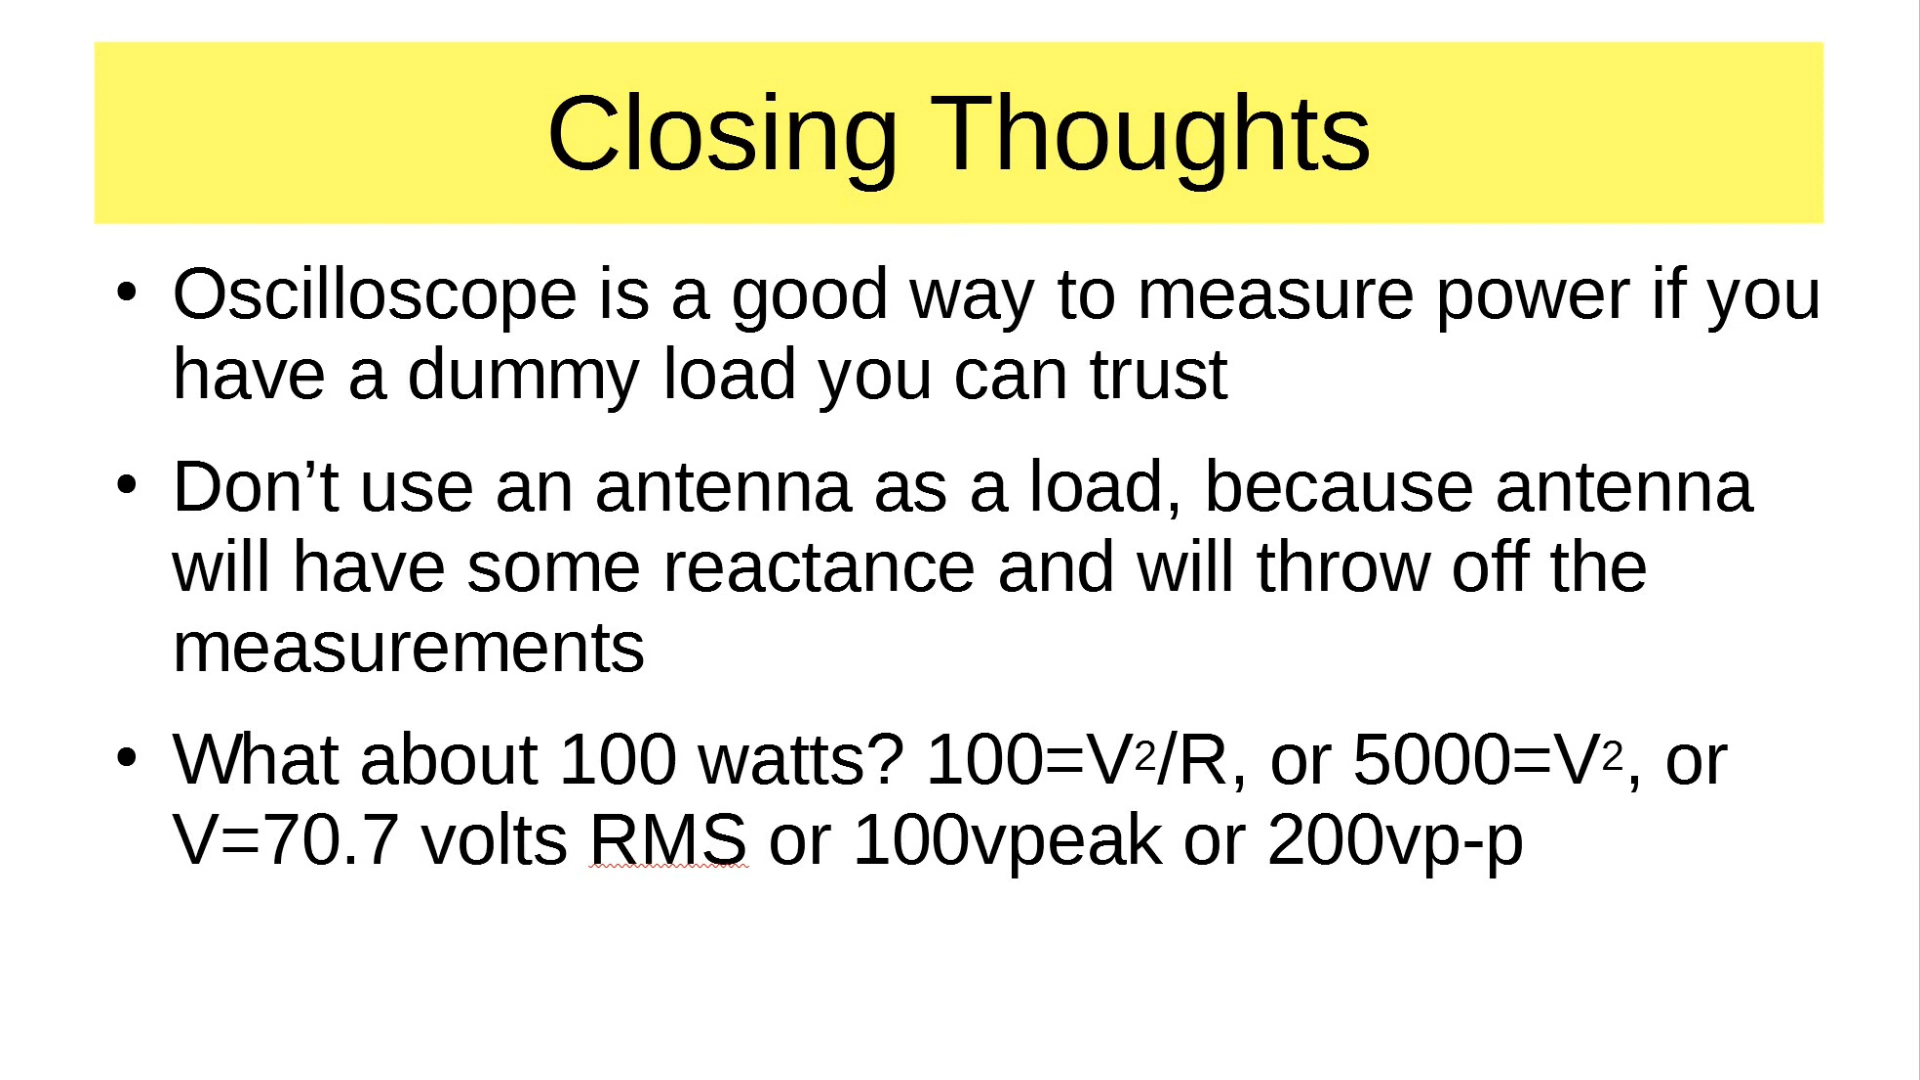 Closing Thoughts
• Oscilloscope is a good way to measure power if you
have a dummy load you can trust
• Don’t use an antenna as a load, because antenna
will have some reactance and will throw off the
measurements
• What about 100 watts? 100=V²/R, or 5000=V², or
V=70.7 volts RMS or 100vpeak or 200vp-p